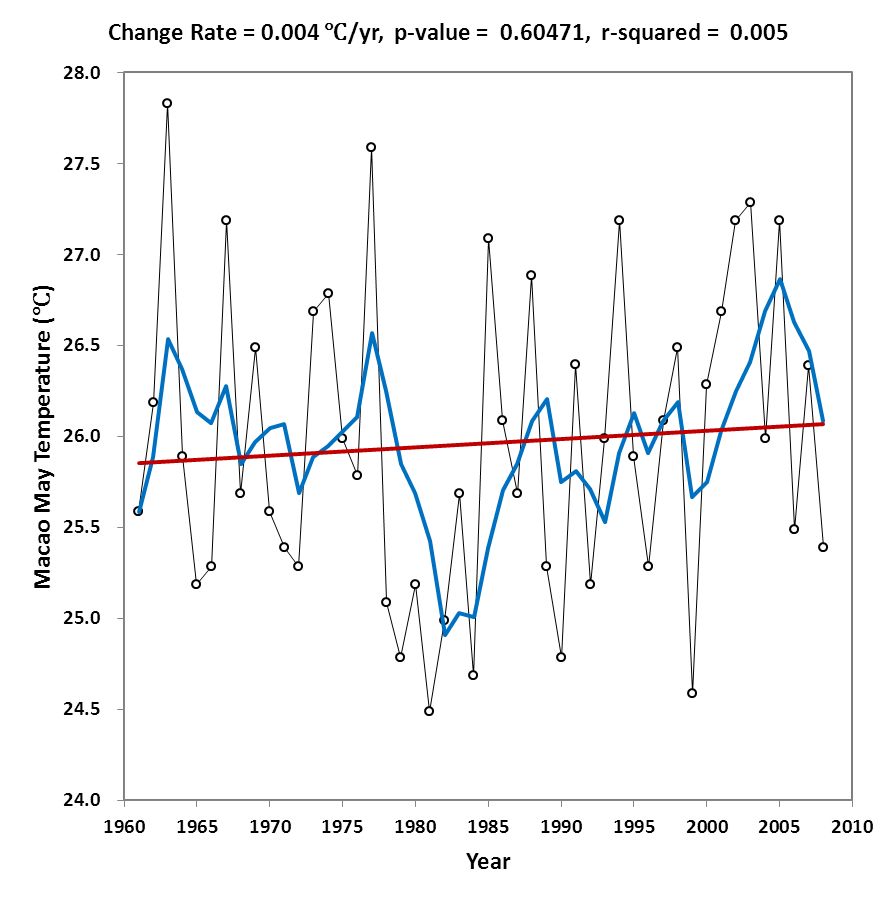 Change Rate = 0.004 °C/yr, p-value = 0.60471, r-squared = 0.005
Macao May Temperature (°C)
28.0
27.5
27.0
26.5
26.0
25.5
25.0
24.5
24.0
1960 1965 1970 1975 1980 1985 1990 1995 2000 2005 2010
Year